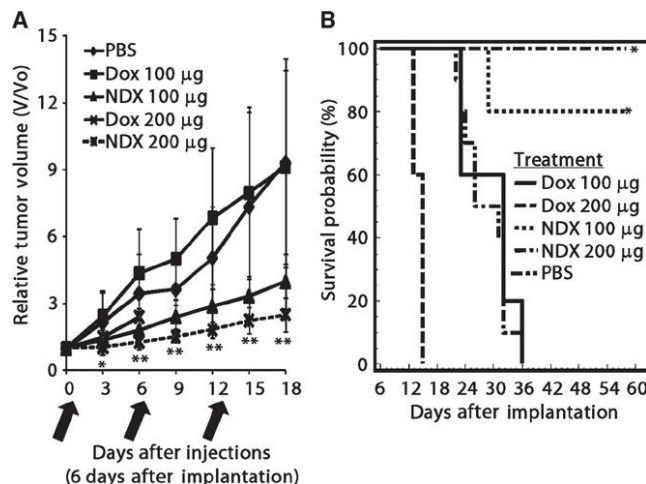 A
Relative tumor volume (V/Vo)
15
12
9
6
3
0
PBS
Dox 100 µg
NDX 100 µg
Dox 200 µg
NDX 200 µg
* ** ** ** ** **
0 3 6 9 12 15 18
Days after injections
(6 days after implantation)
B
Survival probability (%)
100
80
60
40
20
0
*
*
Treatment
Dox 100 µg
Dox 200 µg
NDX 100 µg
NDX 200 µg
PBS
6 12 18 24 30 36 42 48 54 60
Days after implantation